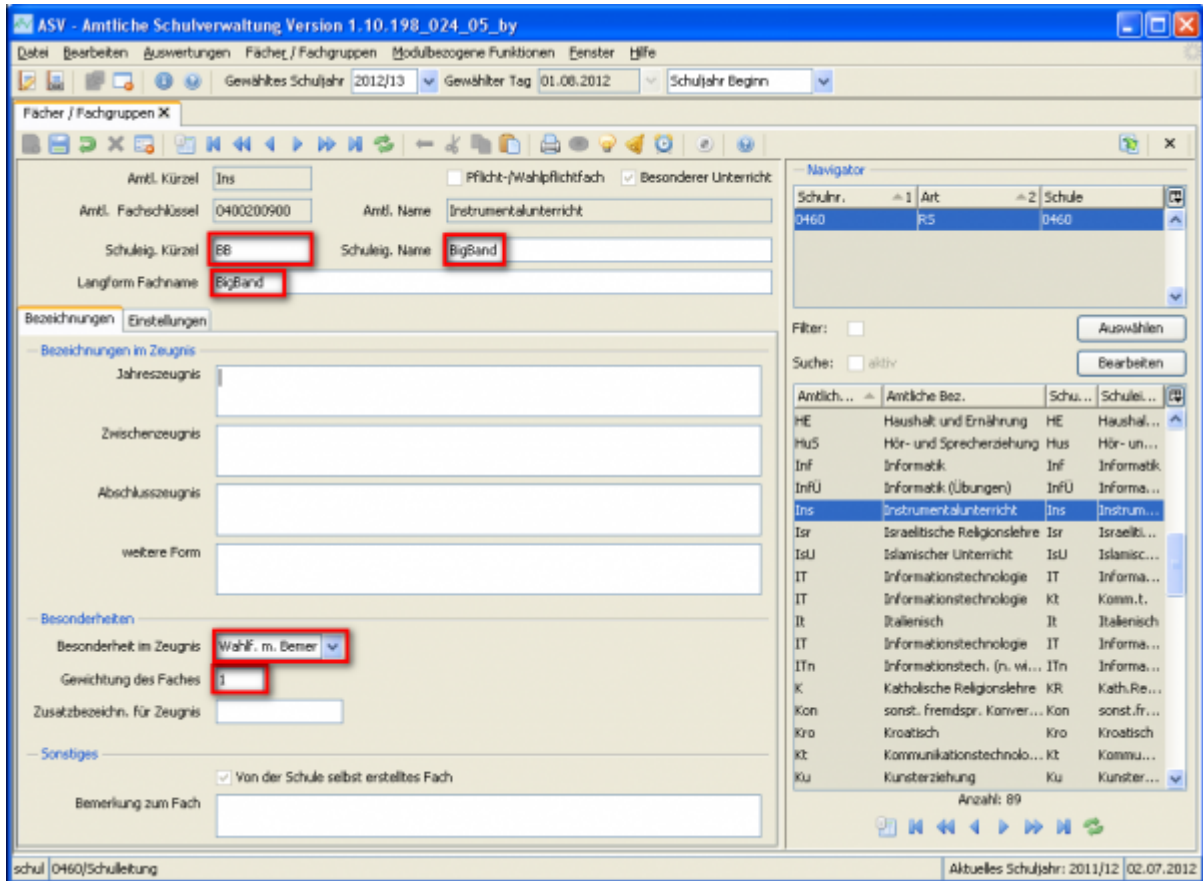 ASV - Amtliche Schulverwaltung Version 1.10.198_024_05_by
Datei Bearbeiten Auswertungen Fächer / Fachgruppen Modulbezogene Funktionen Fenster Hilfe
Gewähltes Schuljahr 2012/13 Gewählter Tag 01.08.2012 Schuljahr Beginn
Fächer / Fachgruppen X
Amtl. Kürzel Ins Pflicht-/Wahlpflichtfach Besonderer Unterricht
Amtl. Fachschlüssel 0400200900 Amtl. Name Instrumentalunterricht
Schuleig. Kürzel BB Schuleig. Name BigBand
Langform Fachname BigBand
Bezeichnungen Einstellungen
Bezeichnungen im Zeugnis
Jahreszeugnis
Zwischenzeugnis
Abschlusszeugnis
weitere Form
Besonderheiten
Besonderheit im Zeugnis Wahlf. m. Bemer
Gewichtung des Faches 1
Zusatzbezeichn. für Zeugnis
Sonstiges
Von der Schule selbst erstelltes Fach
Bemerkung zum Fach
Navigator
Schulnr. 1 Art 2 Schule
0460 RS 0460
Filter: Auswählen
Suche: aktiv Bearbeiten
Amtlich... Amtliche Bez. Schu... Schulei...
HE Haushalt und Ernährung HE Haushal...
HuS Hör- und Sprecherziehung Hus Hör- un...
Inf Informatik Inf Informatik
InfÜ Informatik (Übungen) InfÜ Informa...
Ins Instrumentalunterricht Ins Instrum...
Isr Israelitische Religionslehre Isr Israeliti...
IsU Islamischer Unterricht IsU Islamisc...
IT Informationstechnologie IT Informa...
IT Informationstechnologie Kt Komm.t.
It Italienisch It Italienisch
IT Informationstechnologie IT Informa...
ITn Informationstech. (n. wi... ITn Informa...
K Katholische Religionslehre KR Kath.Re...
Kon sonst. fremdspr. Konver... Kon sonst.fr...
Kro Kroatisch Kro Kroatisch
Kt Kommunikationstechnolo... Kt Kommu...
Ku Kunsterziehung Ku Kunster...
Anzahl: 89
schul 0460/Schulleitung Aktuelles Schuljahr: 2011/12 02.07.2012